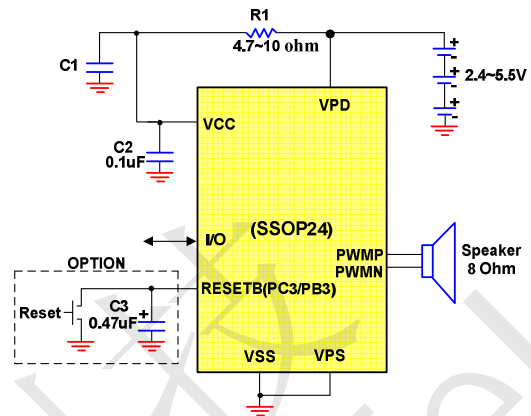 R1
4.7~10 ohm
C1
+
-
+
-
+
-
2.4~5.5V
VPD
VCC
C2
0.1uF
(SSOP24)
I/O
OPTION
PWMP
PWMN
Speaker
8 Ohm
RESETB(PC3/PB3)
Reset
C3
0.47uF
+
VSS
VPS